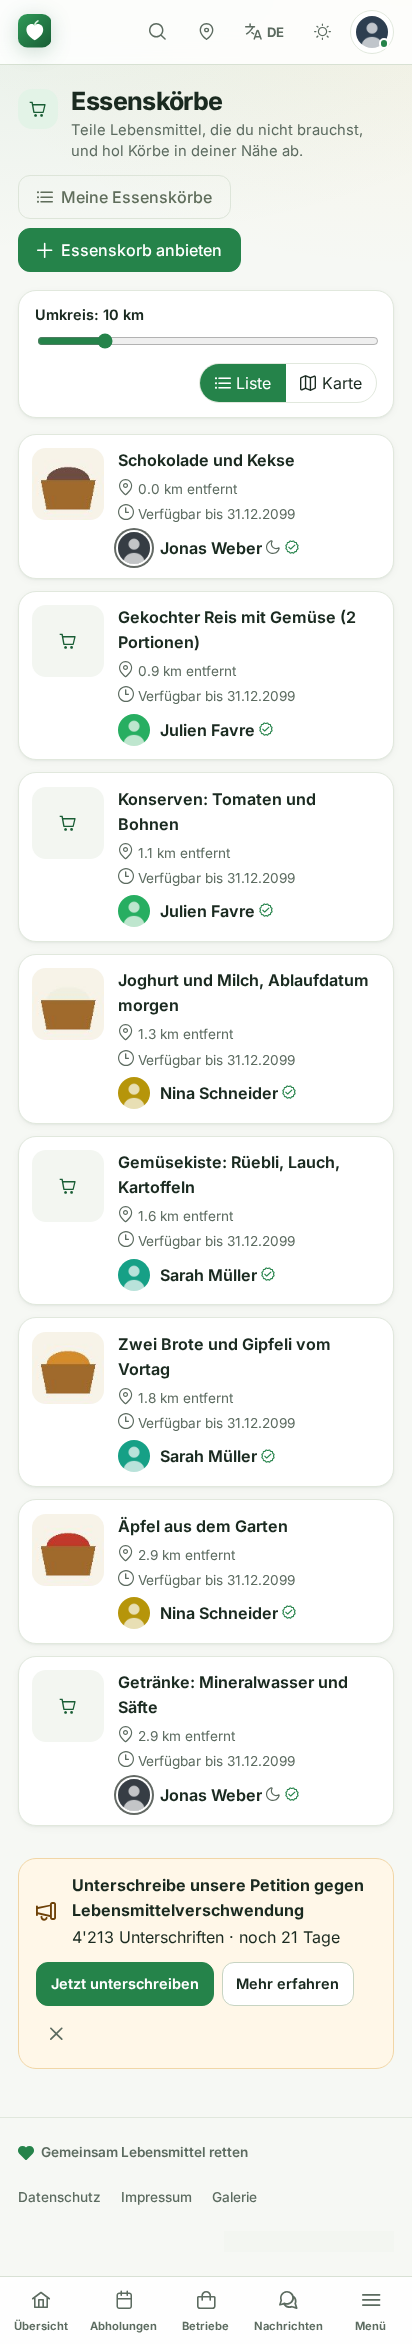 DE
Essenskörbe
Teile Lebensmittel, die du nicht brauchst,
und hol Körbe in deiner Nähe ab.
Meine Essenskörbe
Essenskorb anbieten
Umkreis: 10 km
Liste
Karte
Schokolade und Kekse
0.0 km entfernt
Verfügbar bis 31.12.2099
Jonas Weber
Gekochter Reis mit Gemüse (2
Portionen)
0.9 km entfernt
Verfügbar bis 31.12.2099
Julien Favre
Konserven: Tomaten und
Bohnen
1.1 km entfernt
Verfügbar bis 31.12.2099
Julien Favre
Joghurt und Milch, Ablaufdatum
morgen
1.3 km entfernt
Verfügbar bis 31.12.2099
Nina Schneider
Gemüsekiste: Rüebli, Lauch,
Kartoffeln
1.6 km entfernt
Verfügbar bis 31.12.2099
Sarah Müller
Zwei Brote und Gipfeli vom
Vortag
1.8 km entfernt
Verfügbar bis 31.12.2099
Sarah Müller
Äpfel aus dem Garten
2.9 km entfernt
Verfügbar bis 31.12.2099
Nina Schneider
Getränke: Mineralwasser und
Säfte
2.9 km entfernt
Verfügbar bis 31.12.2099
Jonas Weber
Unterschreibe unsere Petition gegen
Lebensmittelverschwendung
4'213 Unterschriften · noch 21 Tage
Jetzt unterschreiben
Mehr erfahren
Gemeinsam Lebensmittel retten
Datenschutz
Impressum
Galerie
Übersicht
Abholungen
Betriebe
Nachrichten
Menü